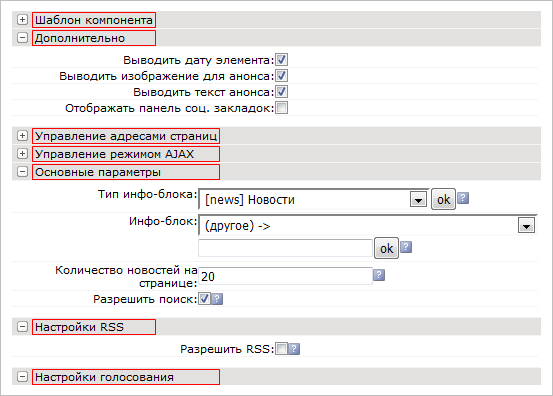 Шаблон компонента
Дополнительно
Выводить дату элемента:
Выводить изображение для анонса:
Выводить текст анонса:
Отображать панель соц. закладок:
Управление адресами страниц
Управление режимом AJAX
Основные параметры
Тип инфо-блока: [news] Новости ok ?
Инфо-блок: (другое) ->
ok ?
Количество новостей на
странице: 20 ?
Разрешить поиск: ?
Настройки RSS
Разрешить RSS: ?
Настройки голосования